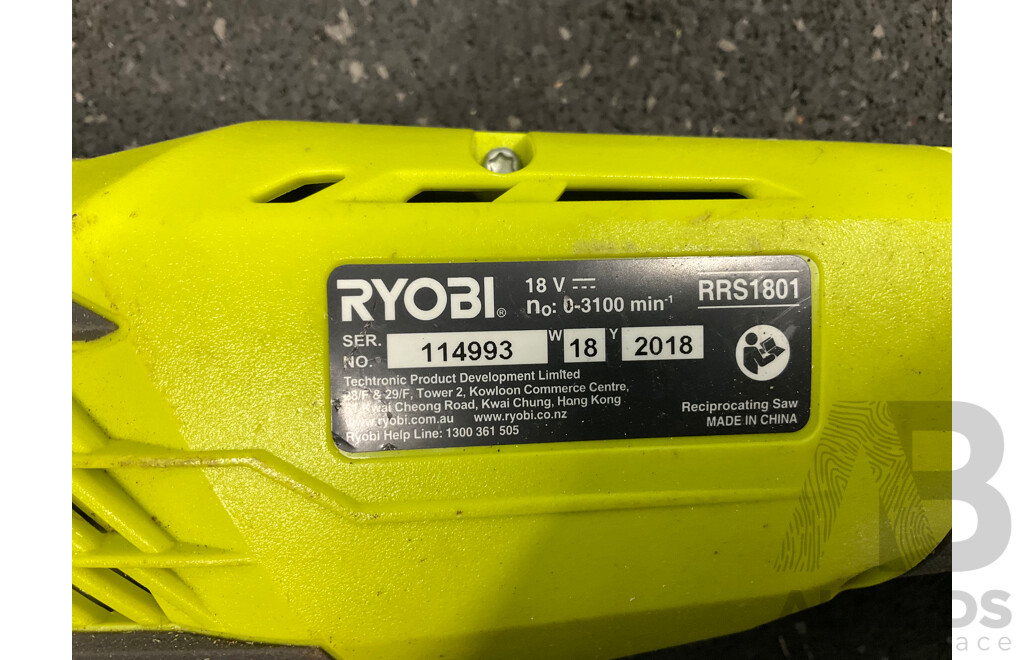 RYOBI®
18 V
n₀: 0-3100 min⁻¹
RRS1801
SER. NO. 114993 W 18 Y 2018
Techtronic Product Development Limited
& 29/F, Tower 2, Kowloon Commerce Centre,
Kwai Cheong Road, Kwai Chung, Hong Kong
www.ryobi.com.au www.ryobi.co.nz
Ryobi Help Line: 1300 361 505
Reciprocating Saw
MADE IN CHINA
AB